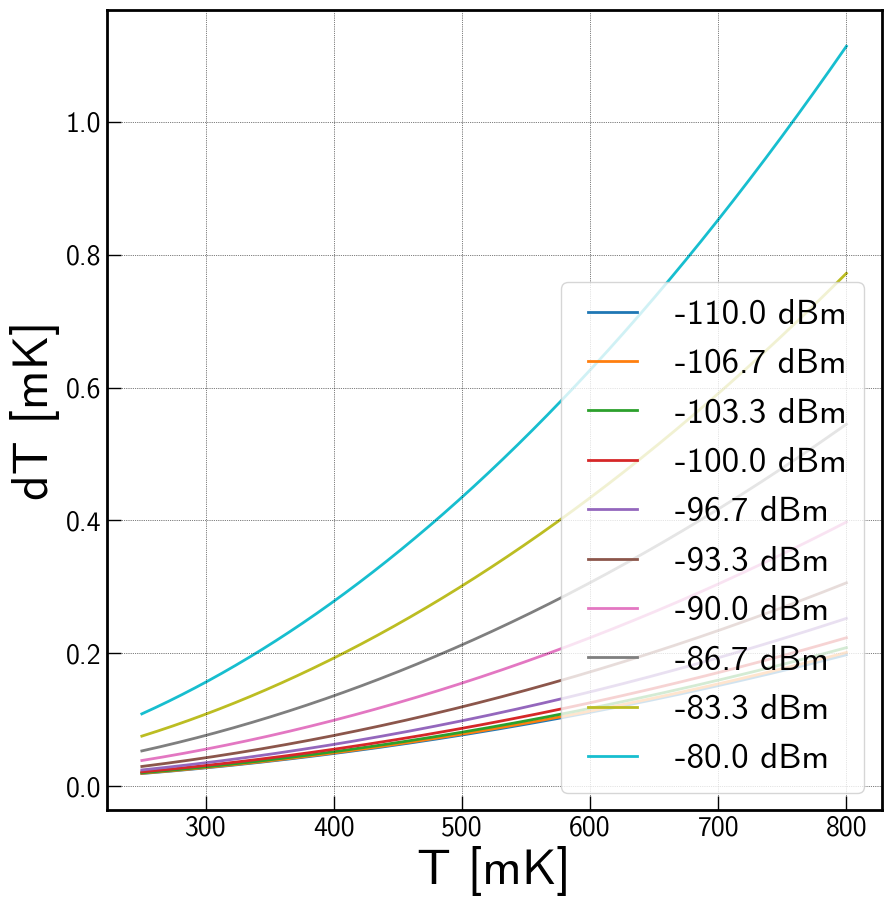 1.0
0.8
0.6
0.4
0.2
0.0
dT [mK]
-110.0 dBm
-106.7 dBm
-103.3 dBm
-100.0 dBm
-96.7 dBm
-93.3 dBm
-90.0 dBm
-86.7 dBm
-83.3 dBm
-80.0 dBm
300 400 500 600 700 800
T [mK]